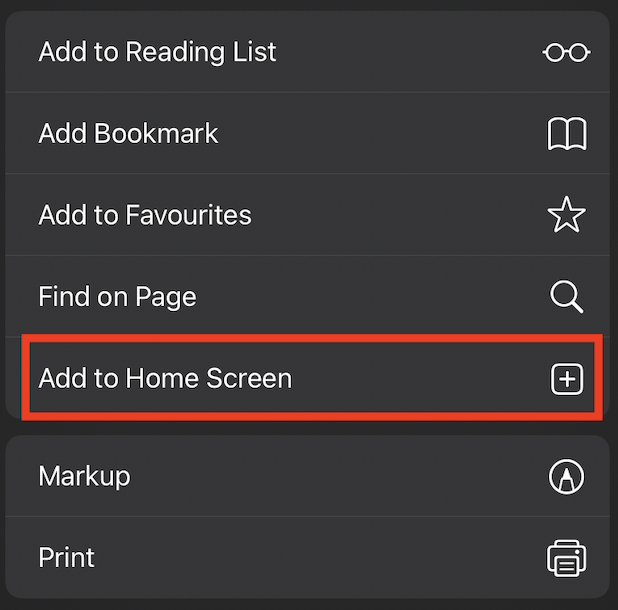 Add to Reading List
Add Bookmark
Add to Favourites
Find on Page
Add to Home Screen
Markup
Print